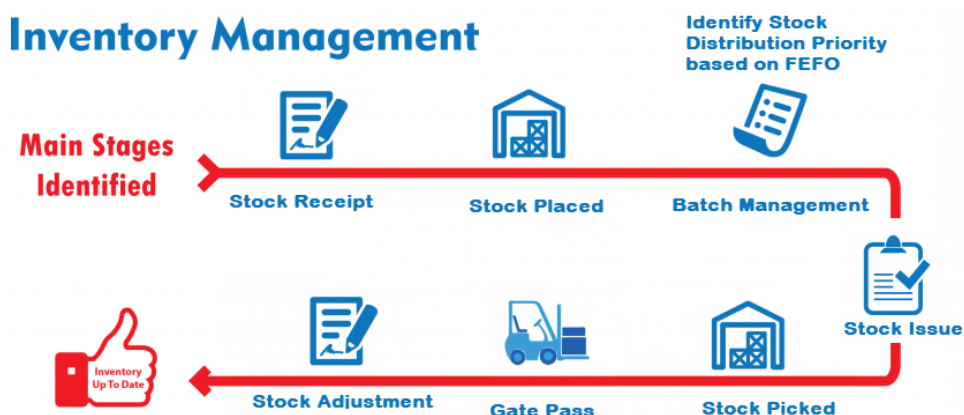 Inventory Management
Identify Stock
Distribution Priority
based on FEFO
Main Stages
Identified
Stock Receipt
Stock Placed
Batch Management
Stock Issue
Stock Picked
Gate Pass
Stock Adjustment
Inventory
Up To Date